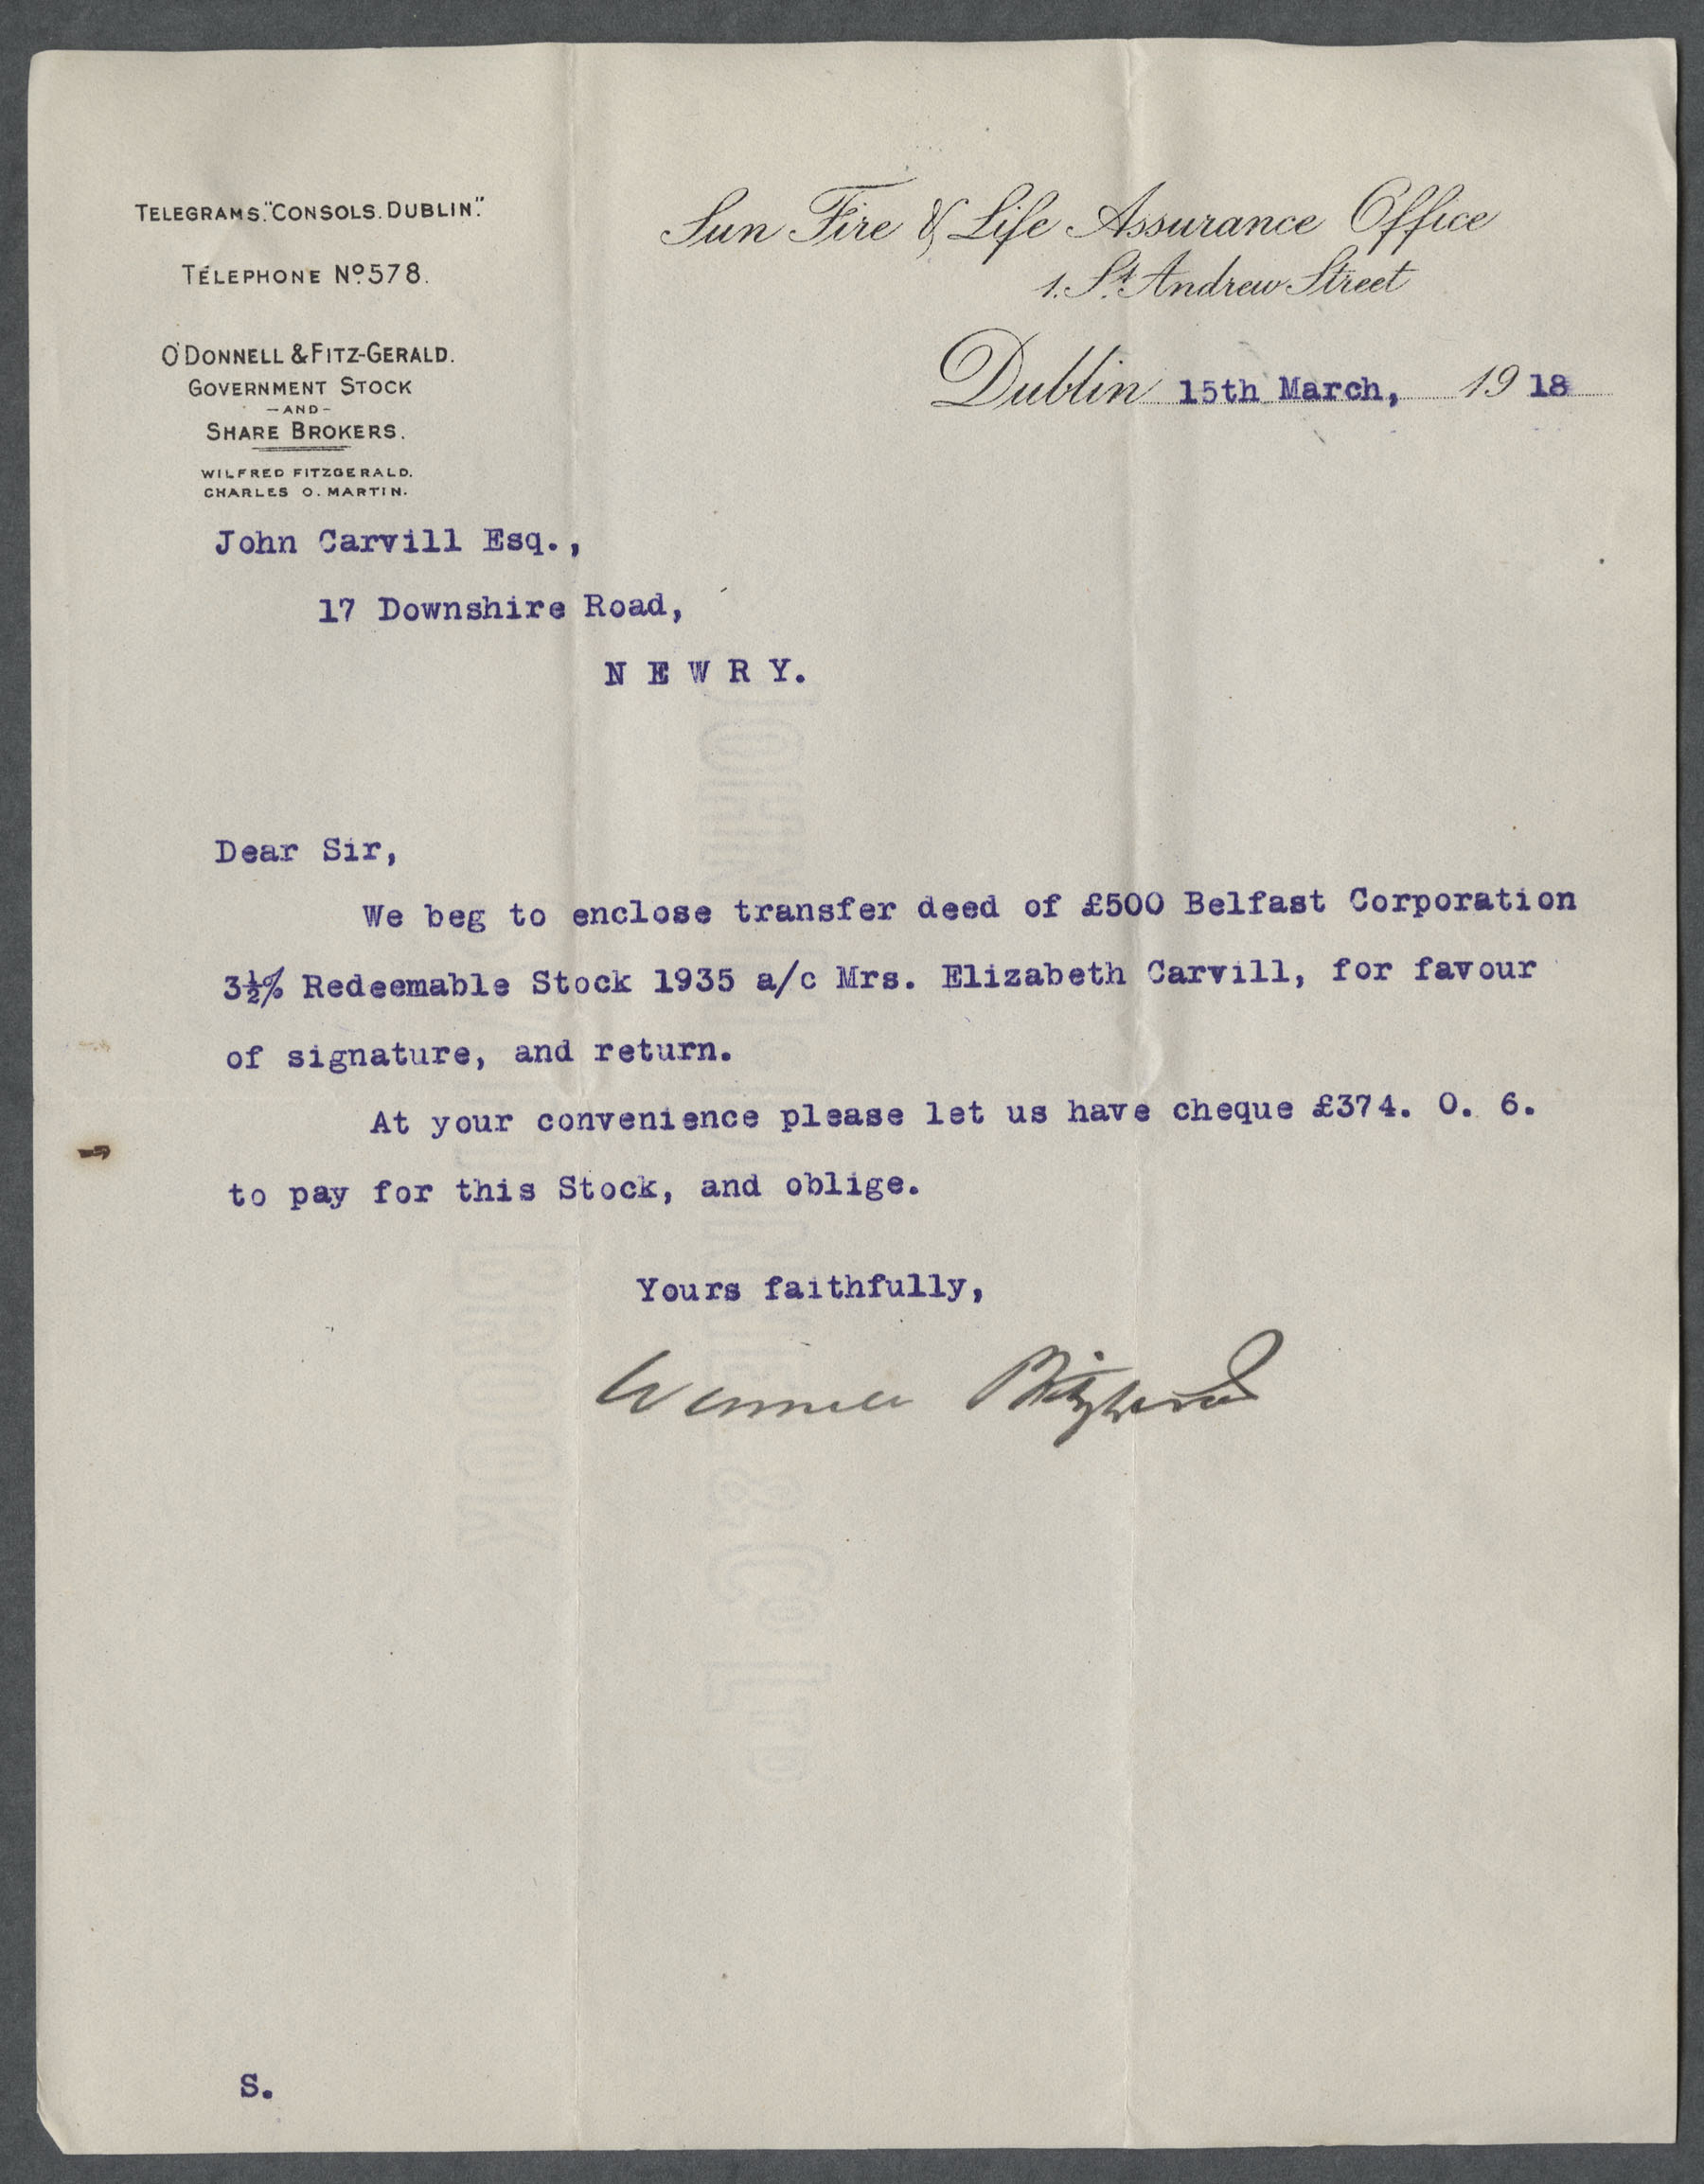 TELEGRAMS. "CONSOLS. DUBLIN."
TELEPHONE No. 578.
O'DONNELL & FITZ-GERALD.
GOVERNMENT STOCK
- AND -
SHARE BROKERS.
WILFRED FITZGERALD.
CHARLES O. MARTIN.
Sun Fire & Life Assurance Office
1. St. Andrew Street
Dublin 15th March, 1918
John Carvill Esq.,
17 Downshire Road,
N E W R Y.
Dear Sir,
We beg to enclose transfer deed of £500 Belfast Corporation
3½% Redeemable Stock 1935 a/c Mrs. Elizabeth Carvill, for favour
of signature, and return.
At your convenience please let us have cheque £374. 0. 6.
to pay for this Stock, and oblige.
Yours faithfully,
S.